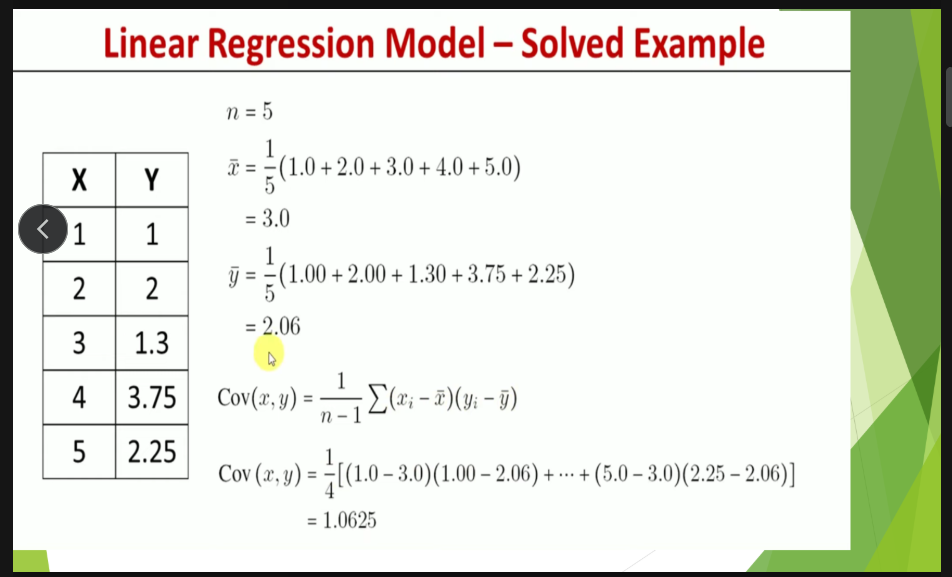 Linear Regression Model – Solved Example
n = 5
x̄ = 1/5 (1.0 + 2.0 + 3.0 + 4.0 + 5.0)
= 3.0
ȳ = 1/5 (1.00 + 2.00 + 1.30 + 3.75 + 2.25)
= 2.06
Cov(x, y) = 1/(n − 1) ∑(xᵢ − x̄)(yᵢ − ȳ)
Cov (x, y) = 1/4 [(1.0 − 3.0)(1.00 − 2.06) + ⋯ + (5.0 − 3.0)(2.25 − 2.06)]
= 1.0625
X Y
1 1
2 2
3 1.3
4 3.75
5 2.25